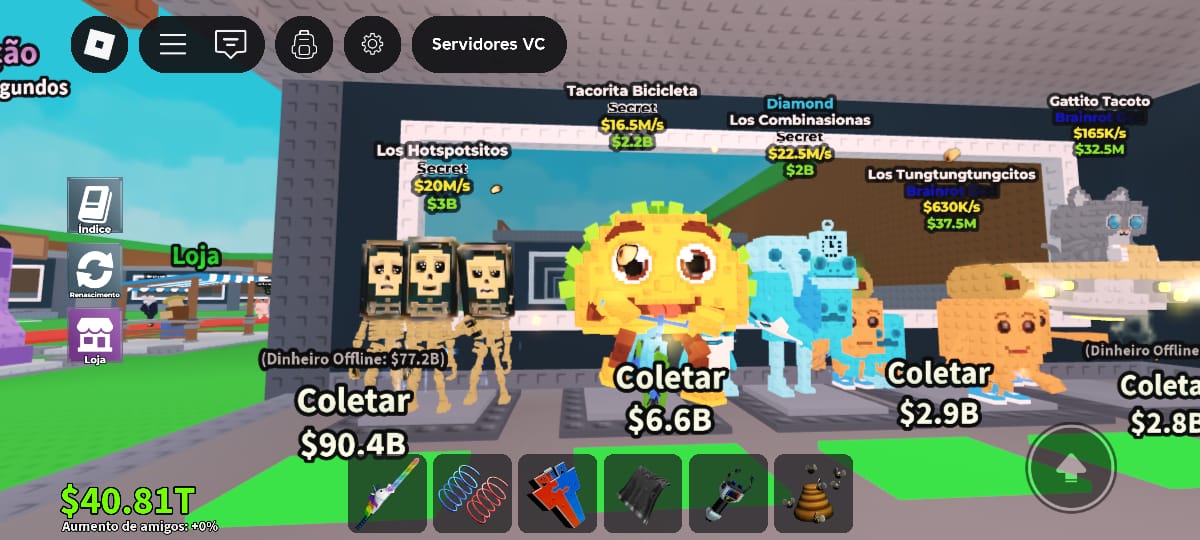 Servidores VC
ção
gundos
Índice
Renascimento
Loja
Loja
Los Hotspotsitos
Secret
$20M/s
$3B
Tacorita Bicicleta
Secret
$16.5M/s
$2.2B
Diamond
Los Combinasionas
Secret
$22.5M/s
$2B
Los Tungtungtungcitos
Brainrot
$630K/s
$37.5M
Gattito Tacoto
Brainrot
$165K/s
$32.5M
(Dinheiro Offline: $77.2B)
Coletar
$90.4B
Coletar
$6.6B
Coletar
$2.9B
(Dinheiro Offline
Coleta
$2.8B
$40.81T
Aumento de amigos: +0%